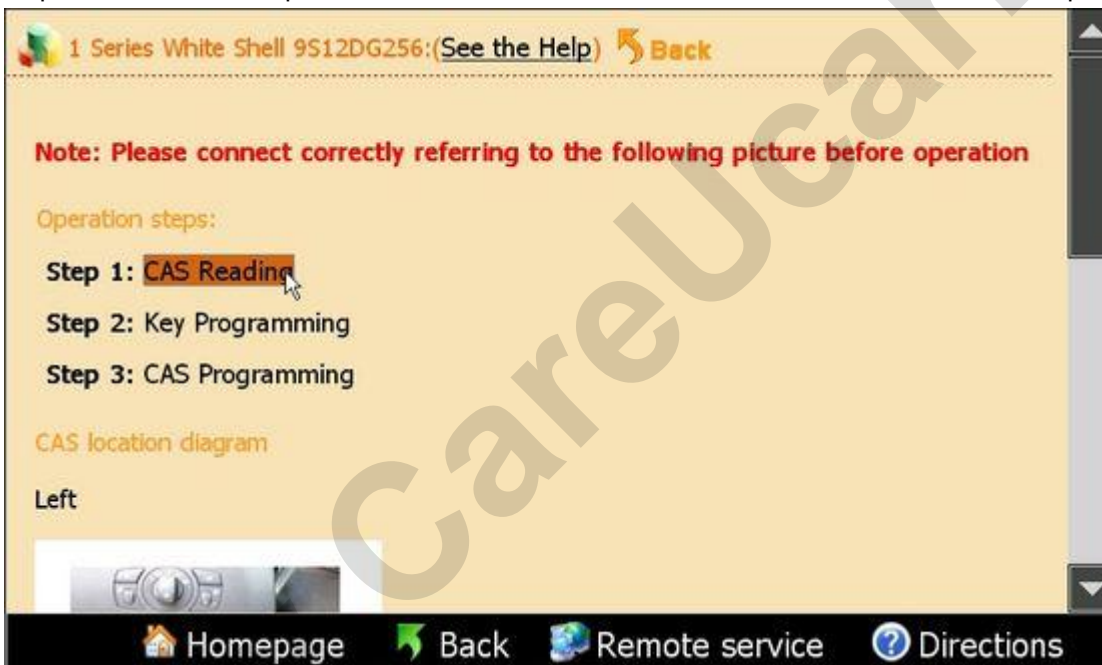 1 Series White Shell 9S12DG256:(See the Help) Back
Note: Please connect correctly referring to the following picture before operation
Operation steps:
Step 1: CAS Reading
Step 2: Key Programming
Step 3: CAS Programming
CAS location diagram
Left
Homepage Back Remote service Directions
CareUcar